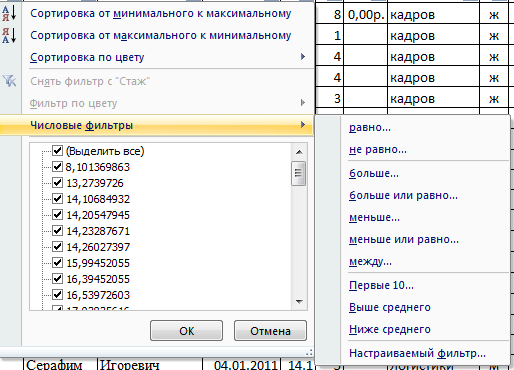 Сортировка от минимального к максимальному
Сортировка от максимального к минимальному
Сортировка по цвету
Снять фильтр с "Стаж"
Фильтр по цвету
Числовые фильтры
(Выделить все)
8,101369863
13,2739726
14,10684932
14,20547945
14,23287671
14,26027397
15,99452055
16,39452055
16,53972603
ОК Отмена
8 0,00р. кадров ж
1 кадров ж
4 кадров ж
4 кадров ж
3 кадров ж
равно...
не равно...
больше...
больше или равно...
меньше...
меньше или равно...
между...
Первые 10...
Выше среднего
Ниже среднего
Настраиваемый фильтр...
Серафим Игоревич 04.01.2011 14.1